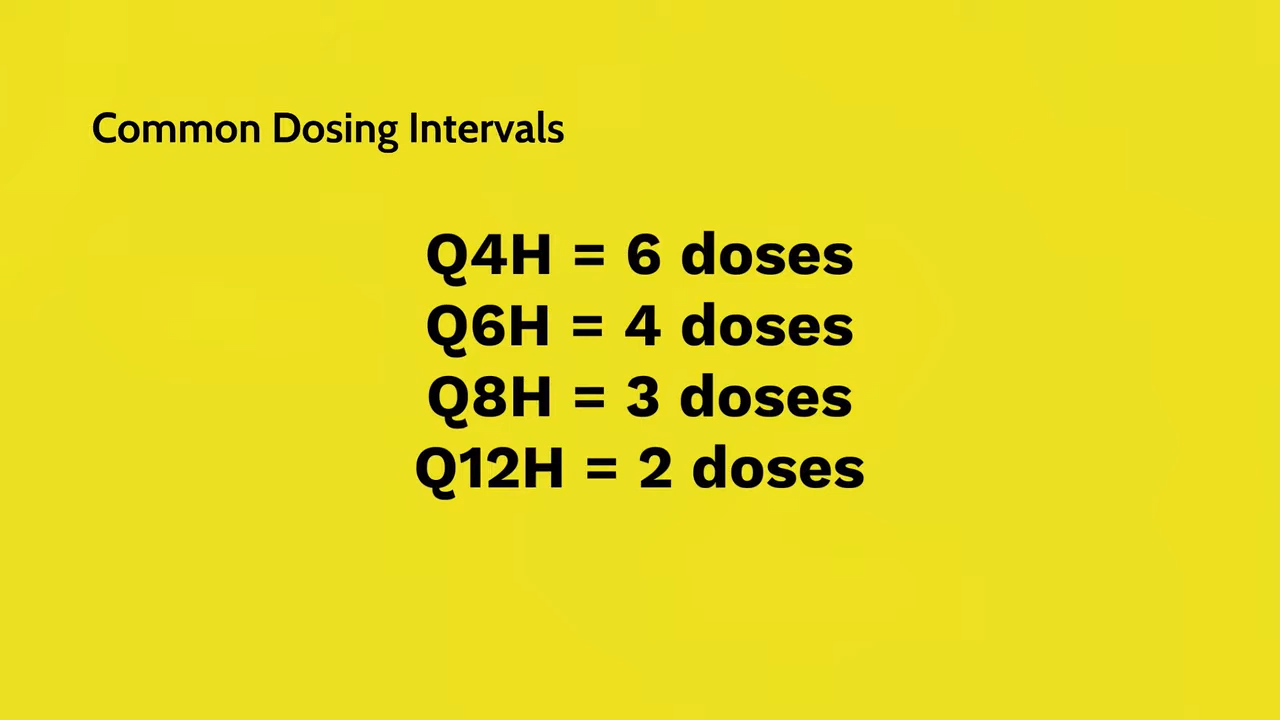 Common Dosing Intervals
Q4H = 6 doses
Q6H = 4 doses
Q8H = 3 doses
Q12H = 2 doses